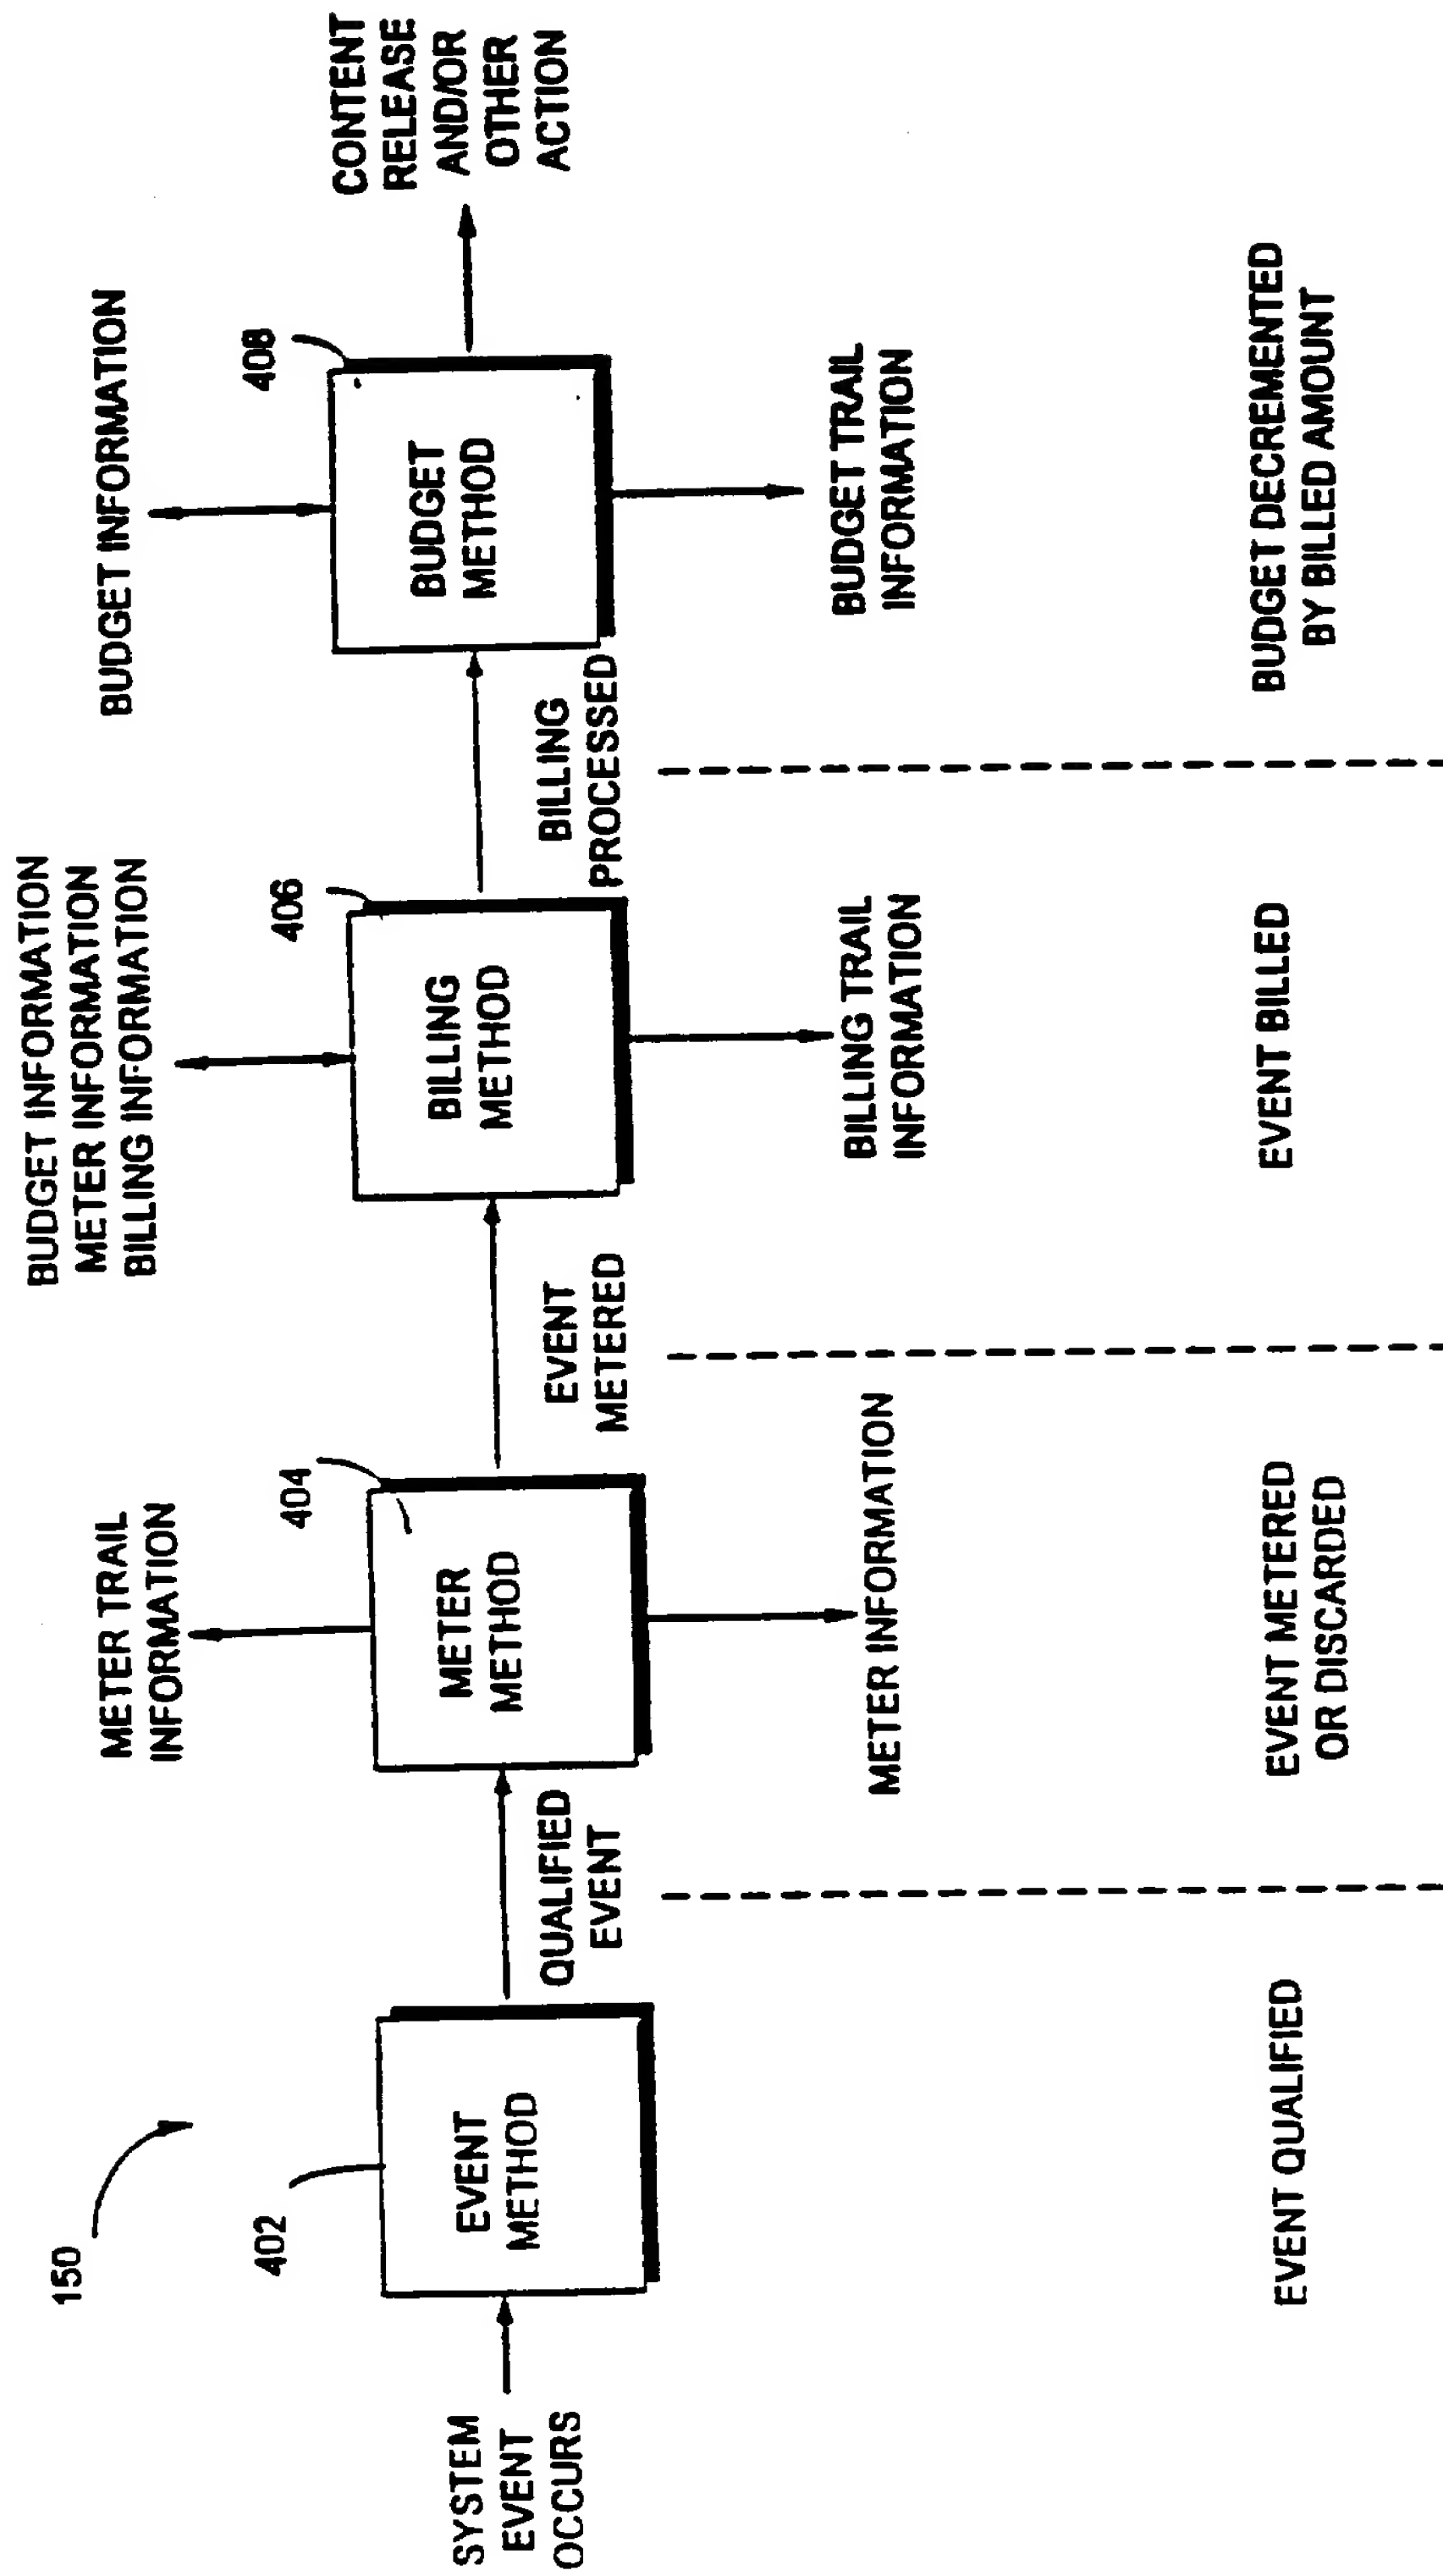 150
SYSTEM
EVENT
OCCURS
402
EVENT
METHOD
QUALIFIED
EVENT
METER TRAIL
INFORMATION
404
METER
METHOD
METER INFORMATION
EVENT
METERED
BUDGET INFORMATION
METER INFORMATION
BILLING INFORMATION
406
BILLING
METHOD
BILLING TRAIL
INFORMATION
BILLING
PROCESSED
BUDGET INFORMATION
408
BUDGET
METHOD
BUDGET TRAIL
INFORMATION
CONTENT
RELEASE
AND/OR
OTHER
ACTION
EVENT QUALIFIED
EVENT METERED
OR DISCARDED
EVENT BILLED
BUDGET DECREMENTED
BY BILLED AMOUNT